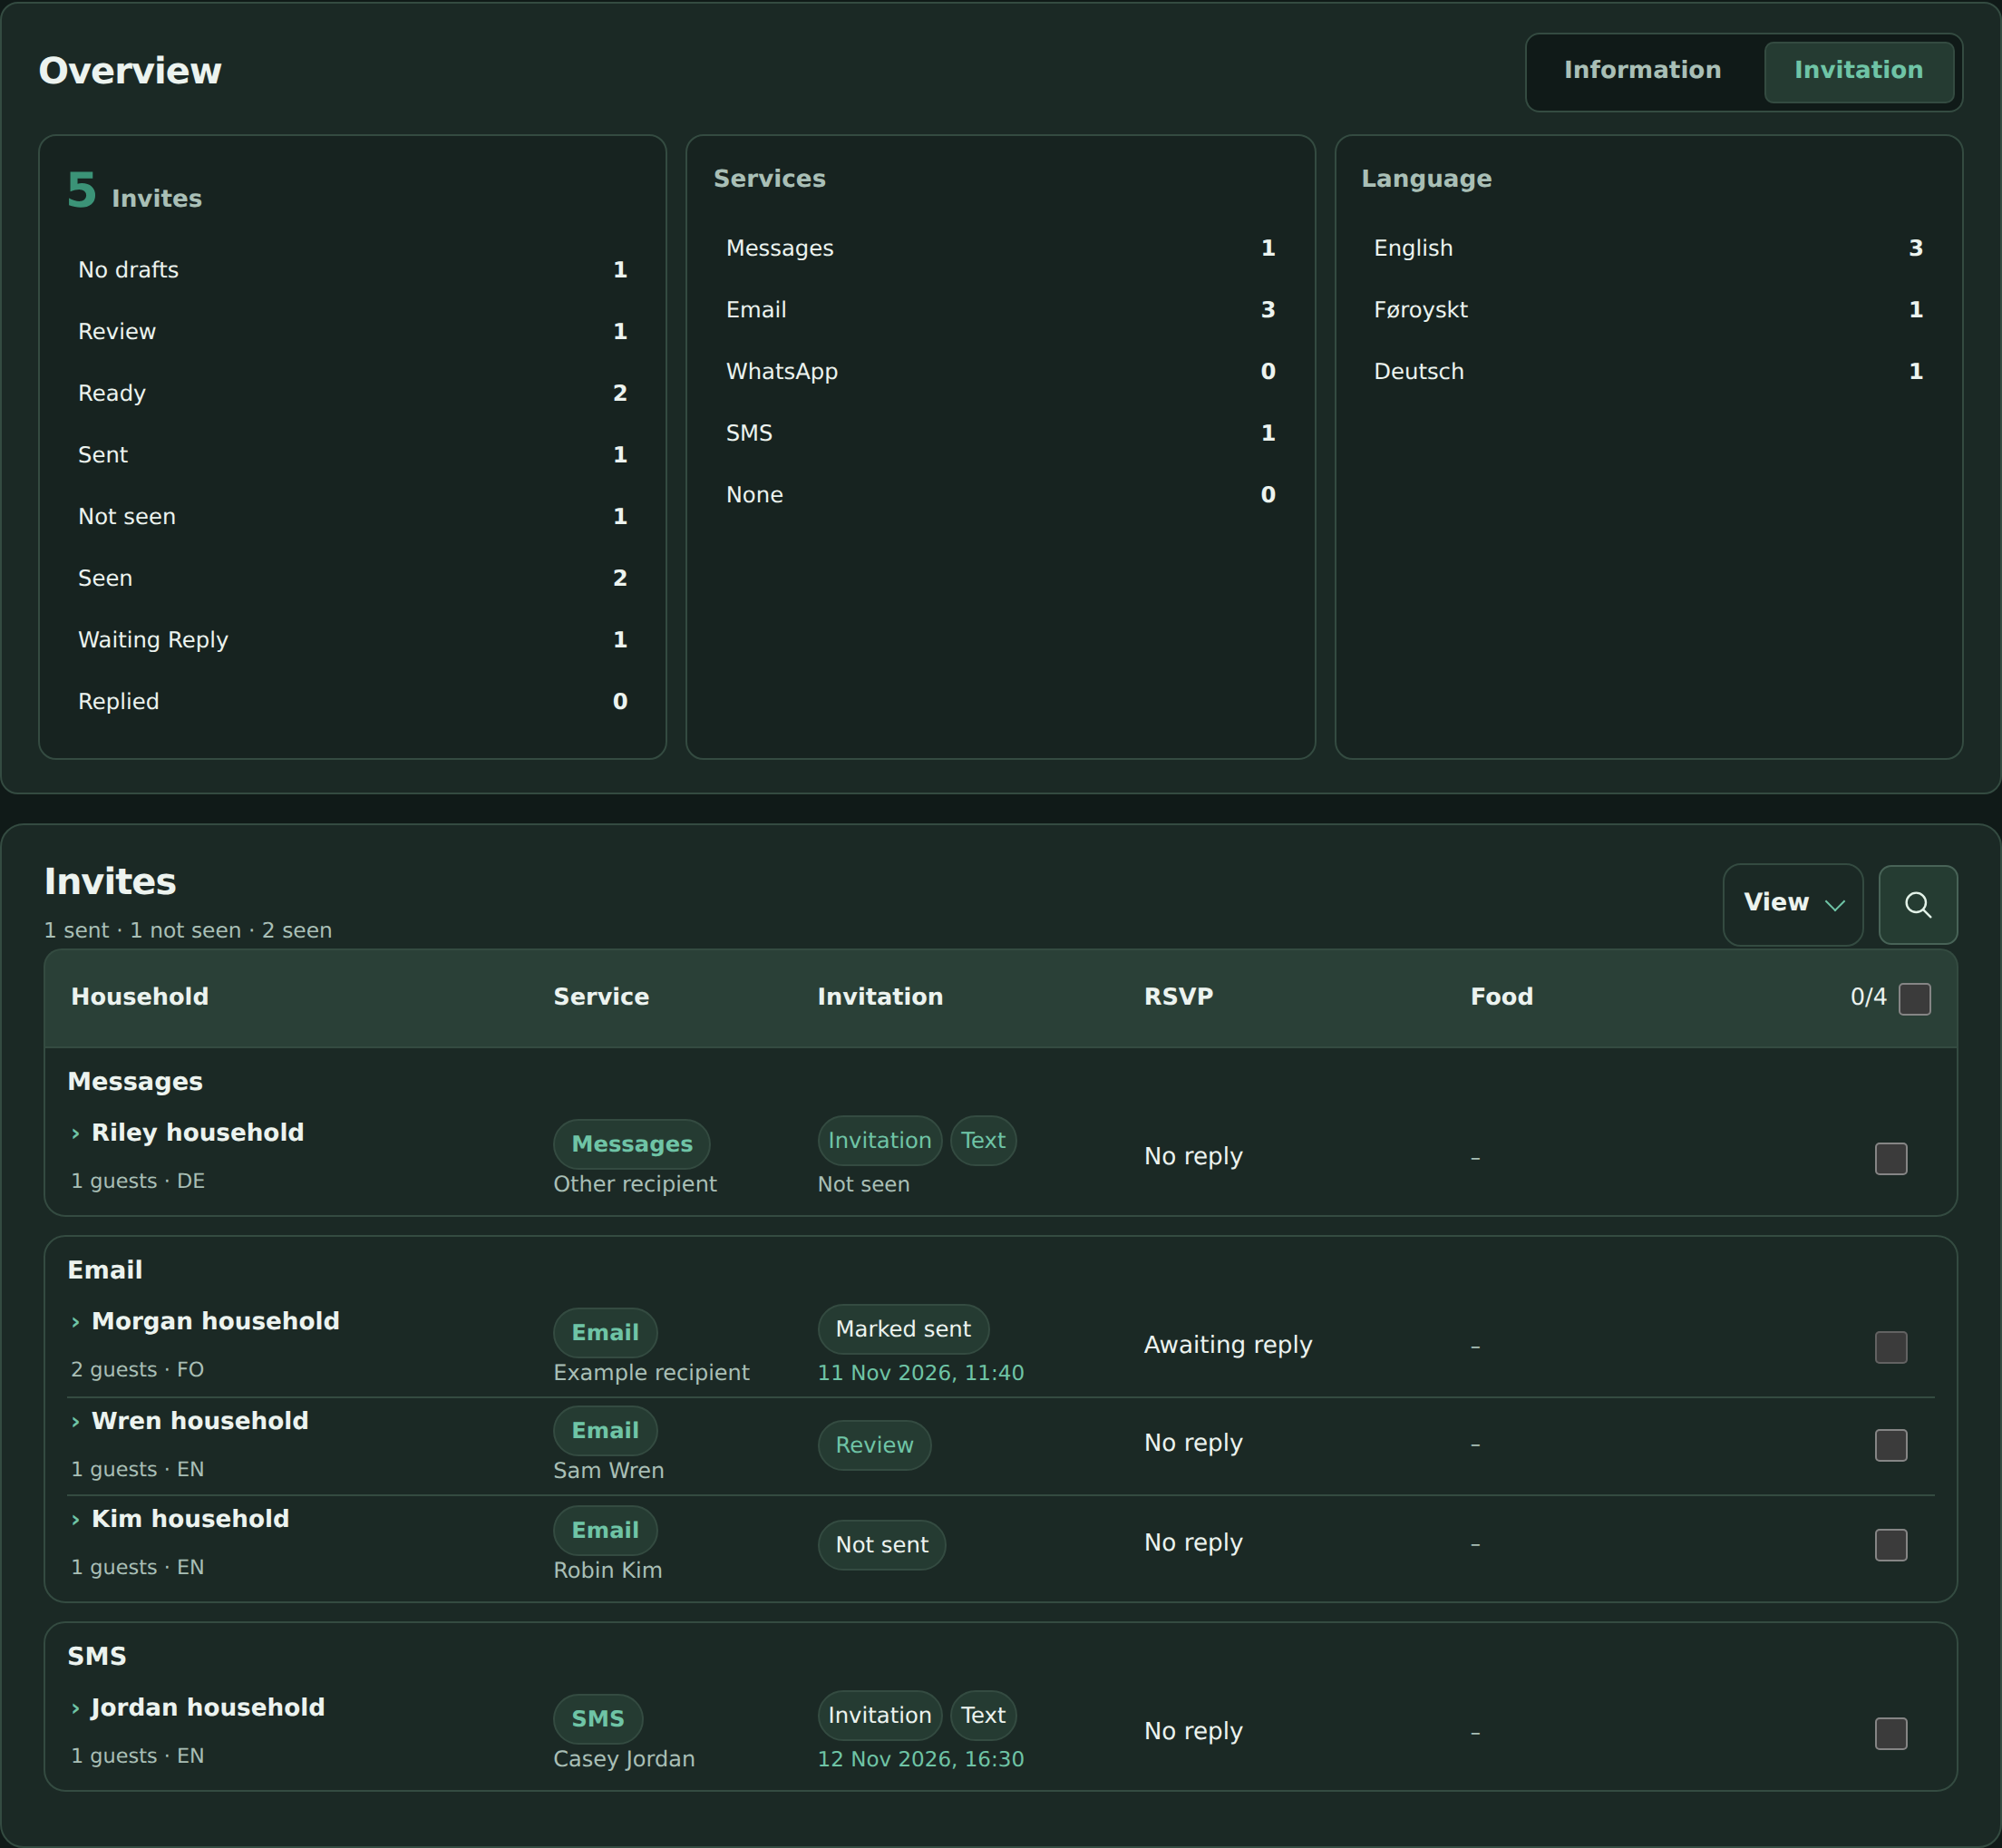 Overview
Information
Invitation
5 Invites
No drafts 1
Review 1
Ready 2
Sent 1
Not seen 1
Seen 2
Waiting Reply 1
Replied 0
Services
Messages 1
Email 3
WhatsApp 0
SMS 1
None 0
Language
English 3
Føroyskt 1
Deutsch 1
Invites
1 sent · 1 not seen · 2 seen
View
Household Service Invitation RSVP Food 0/4
Messages
› Riley household
1 guests · DE
Messages
Other recipient
Invitation Text
Not seen
No reply
–
Email
› Morgan household
2 guests · FO
Email
Example recipient
Marked sent
11 Nov 2026, 11:40
Awaiting reply
–
› Wren household
1 guests · EN
Email
Sam Wren
Review
No reply
–
› Kim household
1 guests · EN
Email
Robin Kim
Not sent
No reply
–
SMS
› Jordan household
1 guests · EN
SMS
Casey Jordan
Invitation Text
12 Nov 2026, 16:30
No reply
–